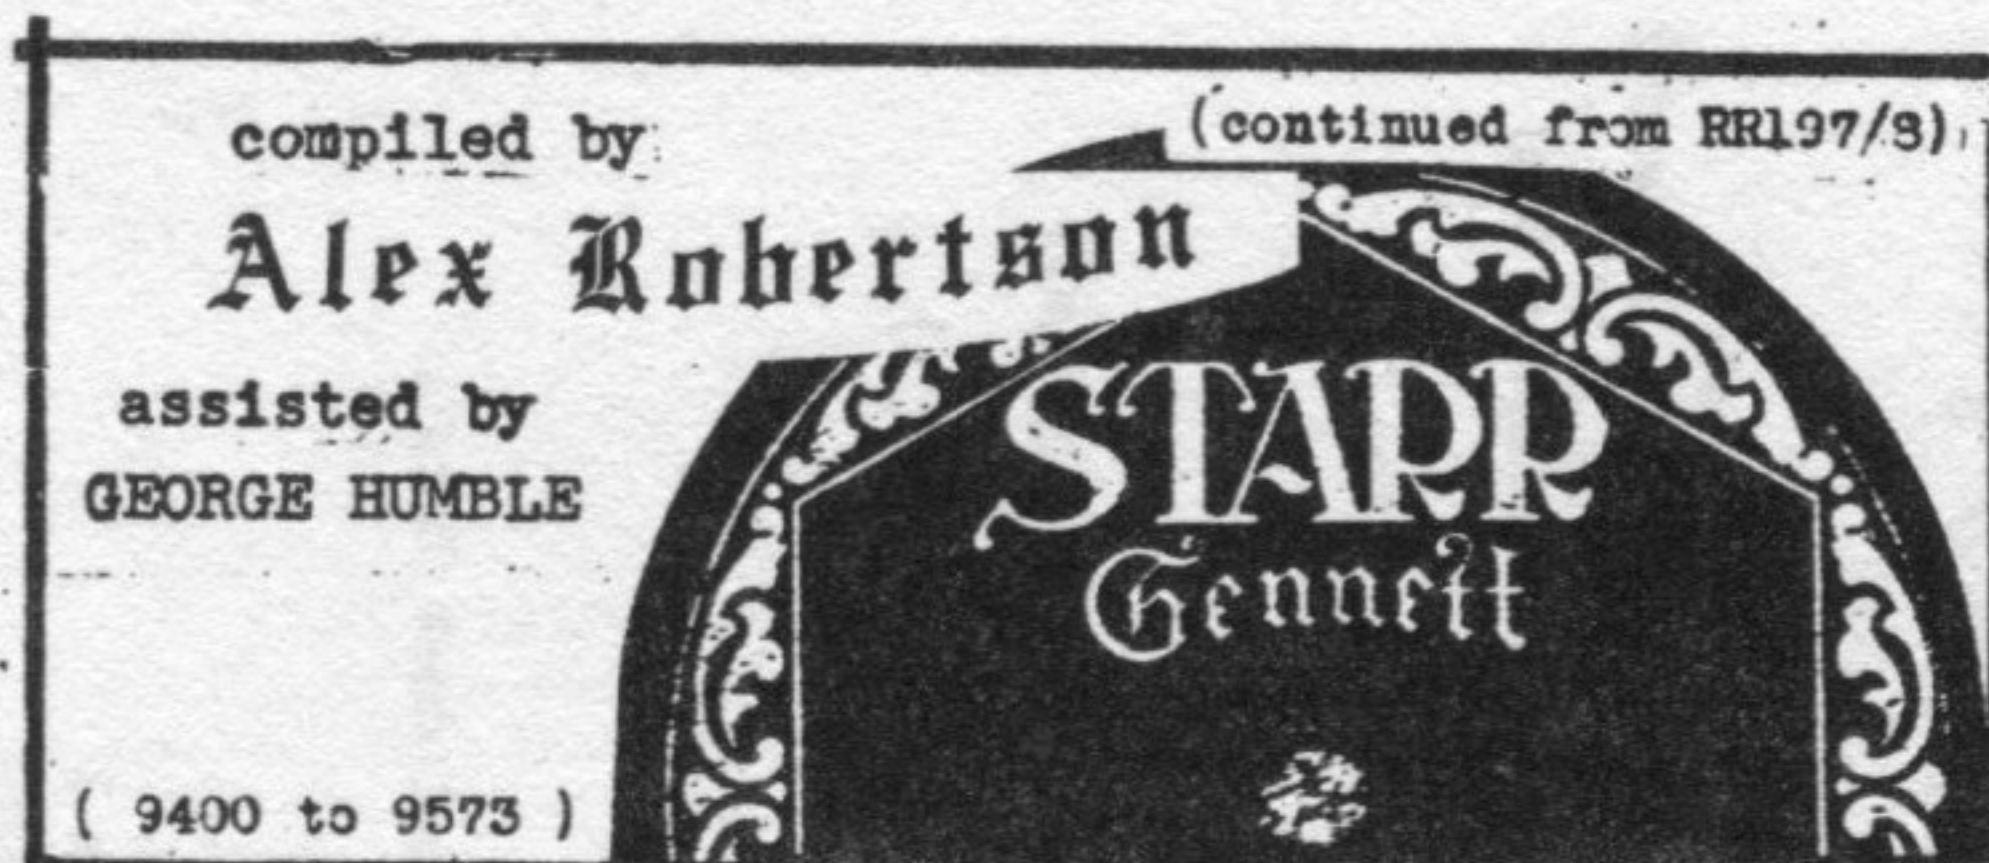 compiled by:
(continued from RR197/8)
Alex Robertson
assisted by
GEORGE HUMBLE
STARR
Gennett
( 9400 to 9573 )